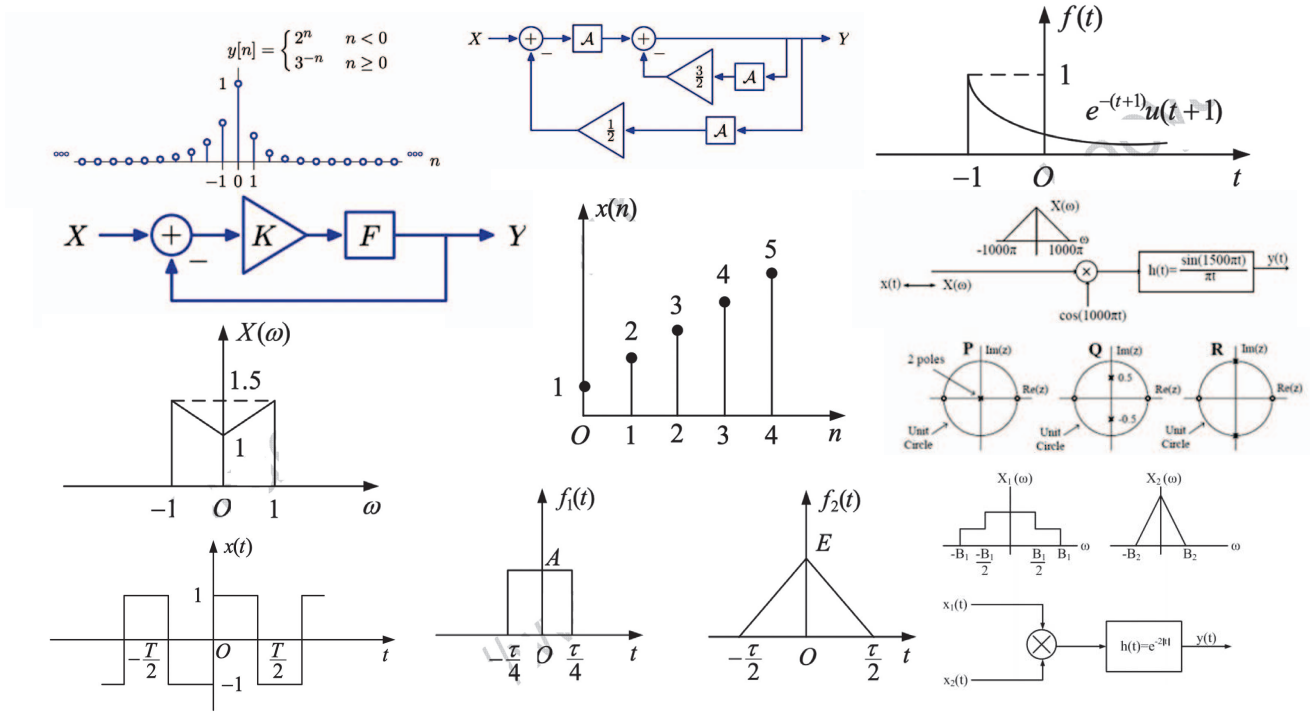 y[n] = { 2^n n < 0
3^{-n} n ≥ 0
1
°°° °°° n
−1 0 1
X + A + Y
−
−
3/2 A
1/2 A
f(t)
1
e^{−(t+1)}u(t+1)
−1 O t
X + K F Y
−
x(n)
5
4
3
2
1
O 1 2 3 4 n
X(ω)
-1000π 1000π ω
x(t) X(ω)
×
h(t)= sin(1500πt)/πt
y(t)
cos(1000πt)
X(ω)
1.5
1
−1 O 1 ω
P Im(z) Q Im(z) R Im(z)
2 poles
0.5
Re(z) Re(z) Re(z)
-0.5
Unit Circle Unit Circle Unit Circle
x(t)
1
−T/2 O T/2 t
−1
f₁(t)
A
−τ/4 O τ/4 t
f₂(t)
E
−τ/2 O τ/2 t
X₁(ω) X₂(ω)
-B₁ -B₁/2 B₁/2 B₁ ω -B₂ B₂ ω
x₁(t)
h(t)=e^{-2|t|} y(t)
x₂(t)